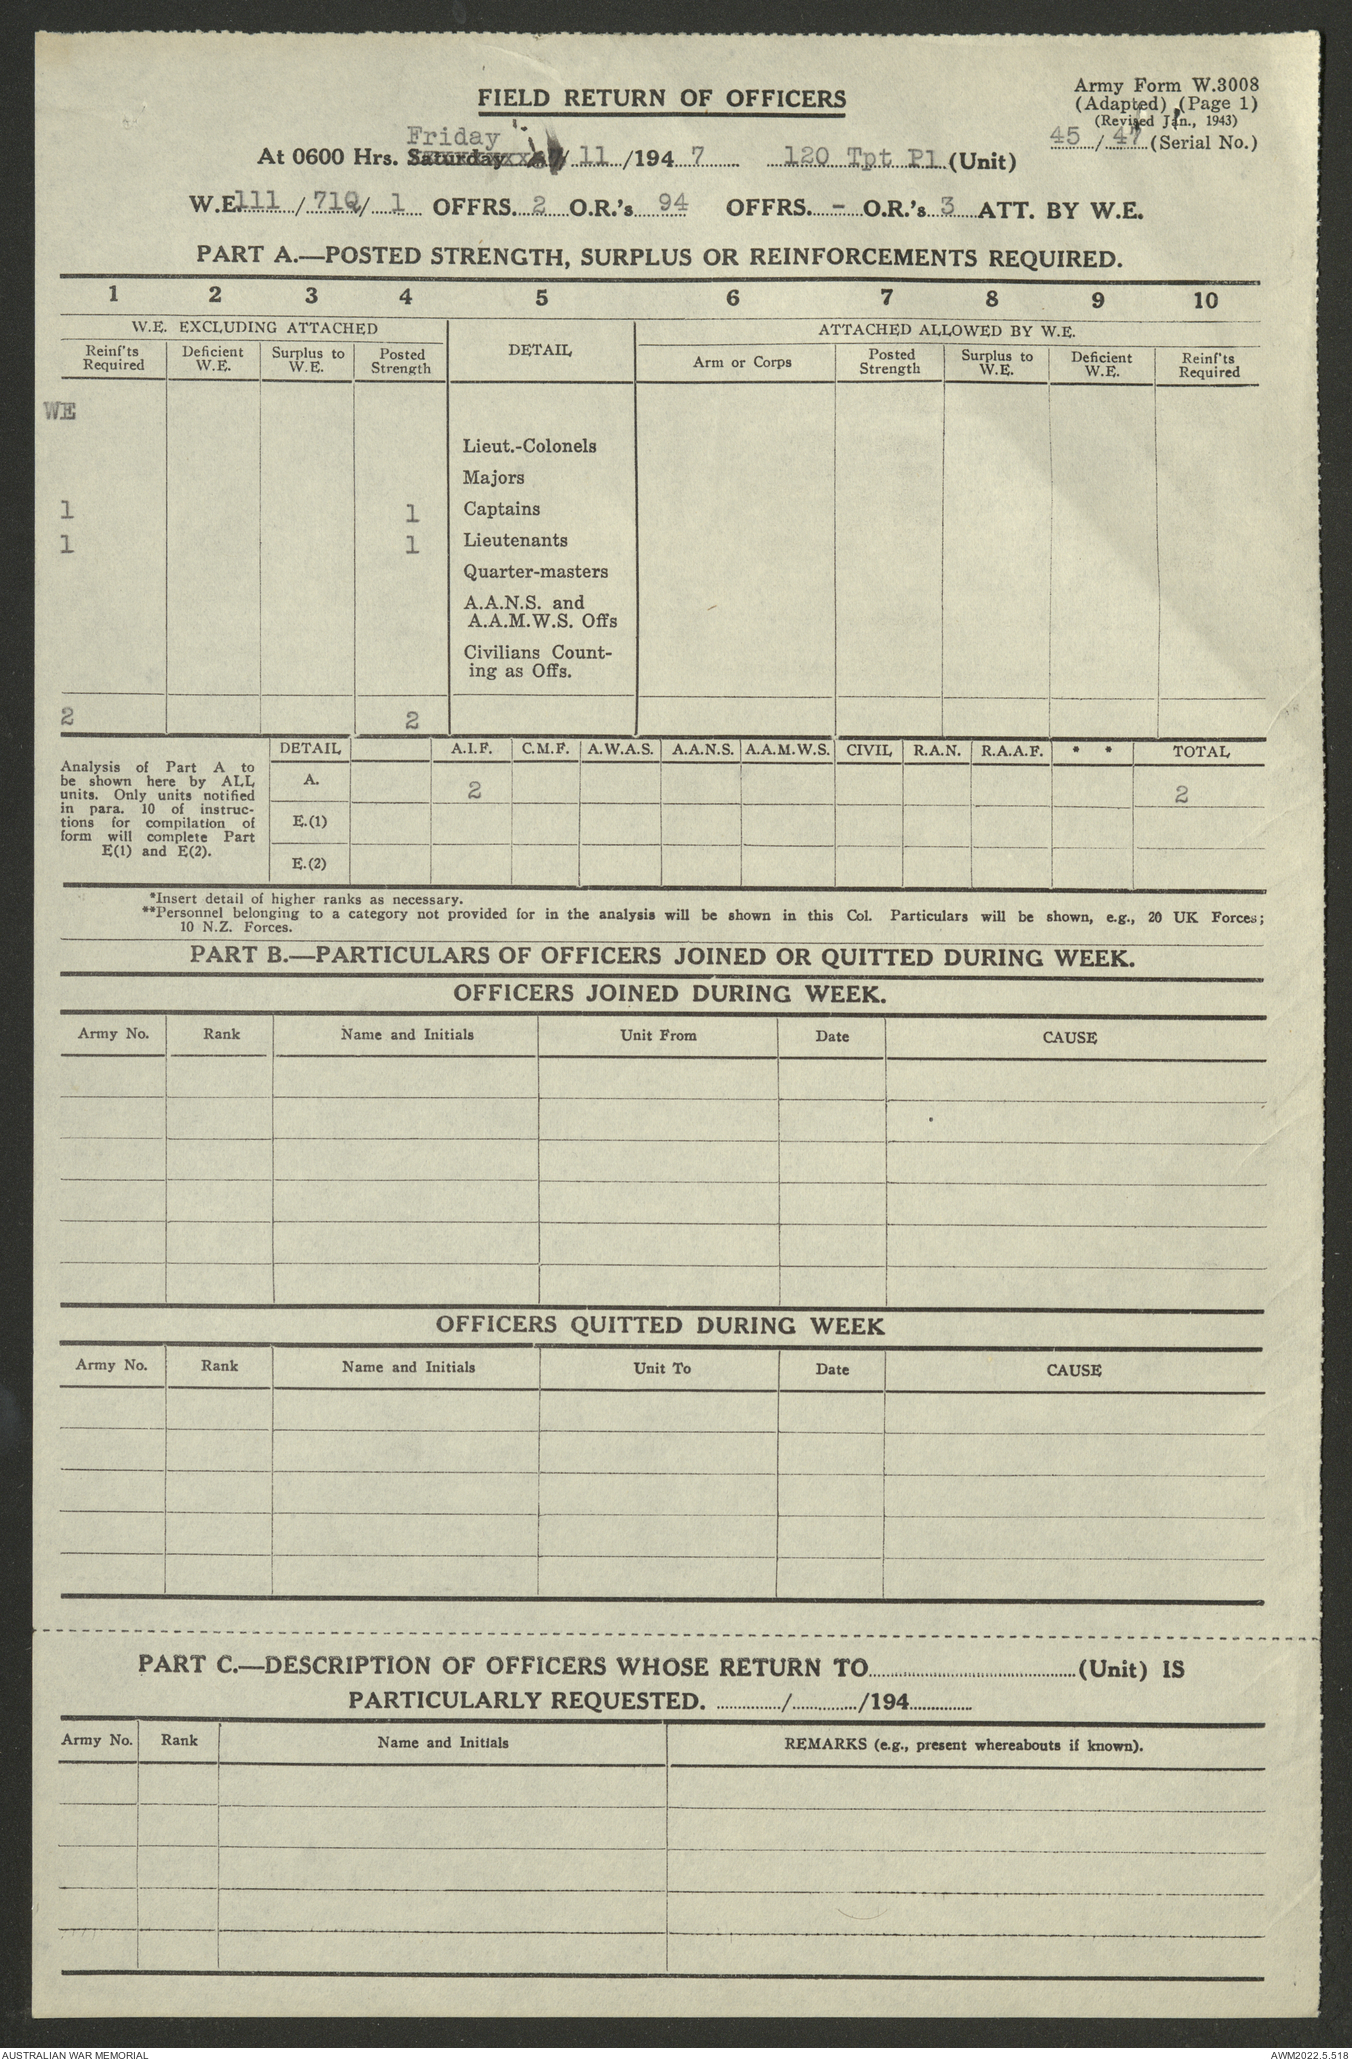 Army Form W.3008
FIELD RETURN OF OFFICERS
(Adapted) (Page 1)
(Revised Jan., 1943)
Friday
45 / 47 (Serial No.)
At 0600 Hrs. Saturday / 11 /194 7 120 Tpt Pl (Unit)
W.E. 111 / 71Q / 1 OFFRS. 2 O.R.'s 94 OFFRS. - O.R.'s 3 ATT. BY W.E.
PART A.—POSTED STRENGTH, SURPLUS OR REINFORCEMENTS REQUIRED.
1 2 3 4 5 6 7 8 9 10
W.E. EXCLUDING ATTACHED DETAIL ATTACHED ALLOWED BY W.E.
Reinf'ts Required Deficient W.E. Surplus to W.E. Posted Strength Arm or Corps Posted Strength Surplus to W.E. Deficient W.E. Reinf'ts Required
WE
Lieut.-Colonels
Majors
1 1 Captains
1 1 Lieutenants
Quarter-masters
A.A.N.S. and
A.A.M.W.S. Offs
Civilians Count-
ing as Offs.
2 2
DETAIL A.I.F. C.M.F. A.W.A.S. A.A.N.S. A.A.M.W.S. CIVIL R.A.N. R.A.A.F. * * TOTAL
Analysis of Part A to
be shown here by ALL
units. Only units notified
in para. 10 of instruc-
tions for compilation of
form will complete Part
E(1) and E(2).
A. 2 2
E.(1)
E.(2)
*Insert detail of higher ranks as necessary.
**Personnel belonging to a category not provided for in the analysis will be shown in this Col. Particulars will be shown, e.g., 20 UK Forces;
10 N.Z. Forces.
PART B.—PARTICULARS OF OFFICERS JOINED OR QUITTED DURING WEEK.
OFFICERS JOINED DURING WEEK.
Army No. Rank Name and Initials Unit From Date CAUSE
OFFICERS QUITTED DURING WEEK
Army No. Rank Name and Initials Unit To Date CAUSE
PART C.—DESCRIPTION OF OFFICERS WHOSE RETURN TO (Unit) IS
PARTICULARLY REQUESTED. / /194
Army No. Rank Name and Initials REMARKS (e.g., present whereabouts if known).
AUSTRALIAN WAR MEMORIAL AWM2022.5.518